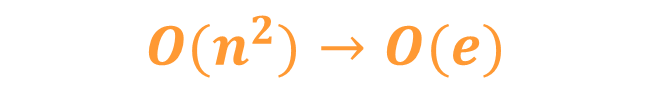 O(n²) → O(e)